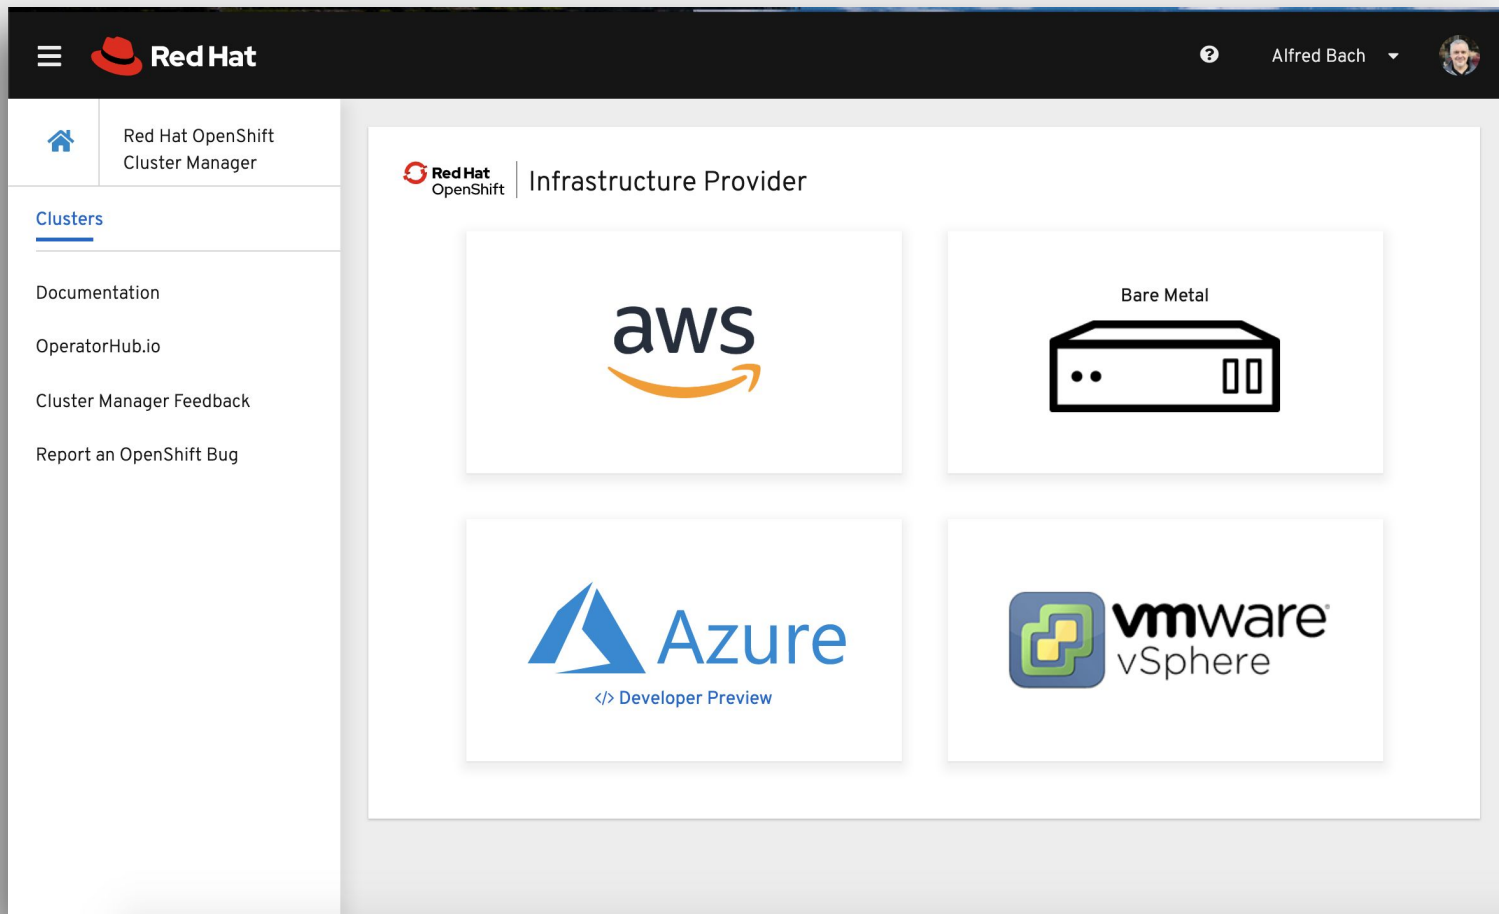 Red Hat
Alfred Bach
Red Hat OpenShift
Cluster Manager
Clusters
Documentation
OperatorHub.io
Cluster Manager Feedback
Report an OpenShift Bug
Red Hat
OpenShift
Infrastructure Provider
aws
Bare Metal
Azure
</> Developer Preview
vmware
vSphere